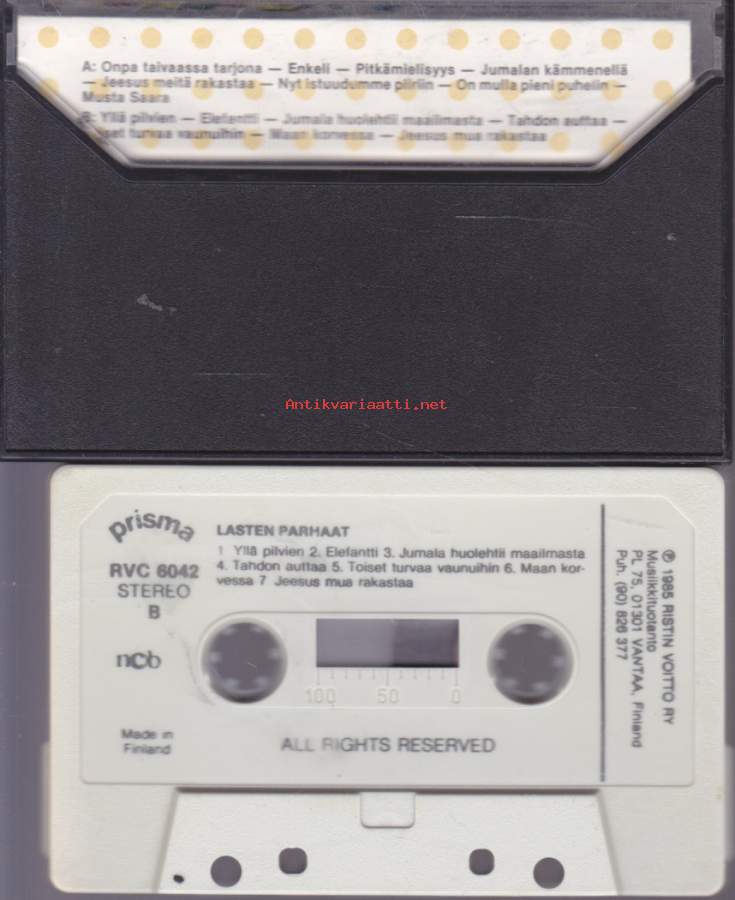 A: Onpa taivaassa tarjona — Enkeli — Pitkämielisyys — Jumalan kämmenellä
— Jeesus meitä rakastaa — Nyt istuudumme piiriin — On mulla pieni puhelin —
Musta Saara
B: Yllä pilvien — Elefantti — Jumala huolehtii maailmasta — Tahdon auttaa —
Toiset turvaa vaunuihin — Maan korvessa — Jeesus mua rakastaa
Antikvariaatti.net
prisma
LASTEN PARHAAT
1 Yllä pilvien 2. Elefantti 3. Jumala huolehtii maailmasta
4. Tahdon auttaa 5. Toiset turvaa vaunuihin 6. Maan kor-
vessa 7 Jeesus mua rakastaa
RVC 6042
STEREO
B
ncb
100 50 0
Made in
Finland
ALL RIGHTS RESERVED
℗ 1985 RISTIN VOITTO RY
Musiikkituotanto
PL 75, 01301 VANTAA, Finland
Puh. (90) 826 377